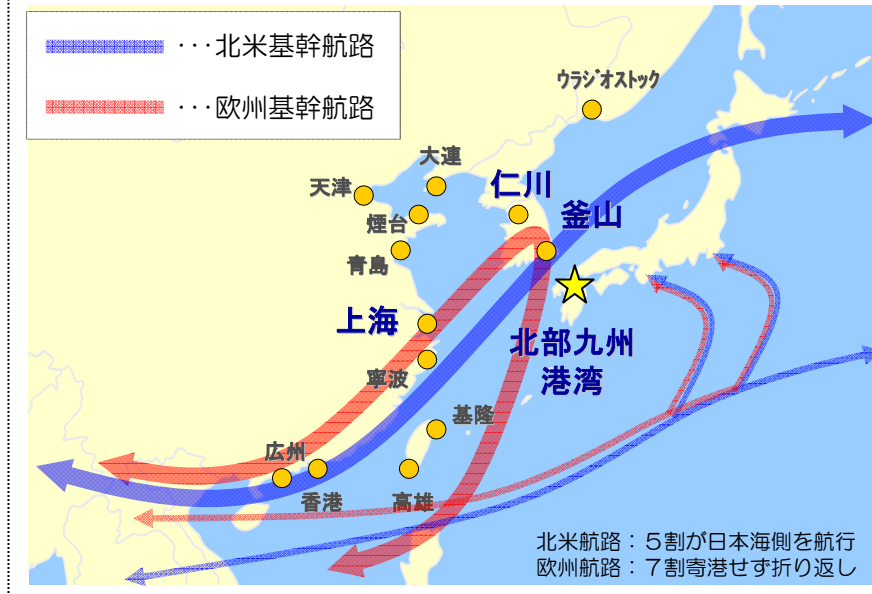 ･･･北米基幹航路
･･･欧州基幹航路
ｳﾗｼﾞｵｽﾄｯｸ
大連
天津
仁川
煙台
釜山
青島
上海
北部九州
港湾
寧波
基隆
広州
香港
高雄
北米航路：５割が日本海側を航行
欧州航路：７割寄港せず折り返し